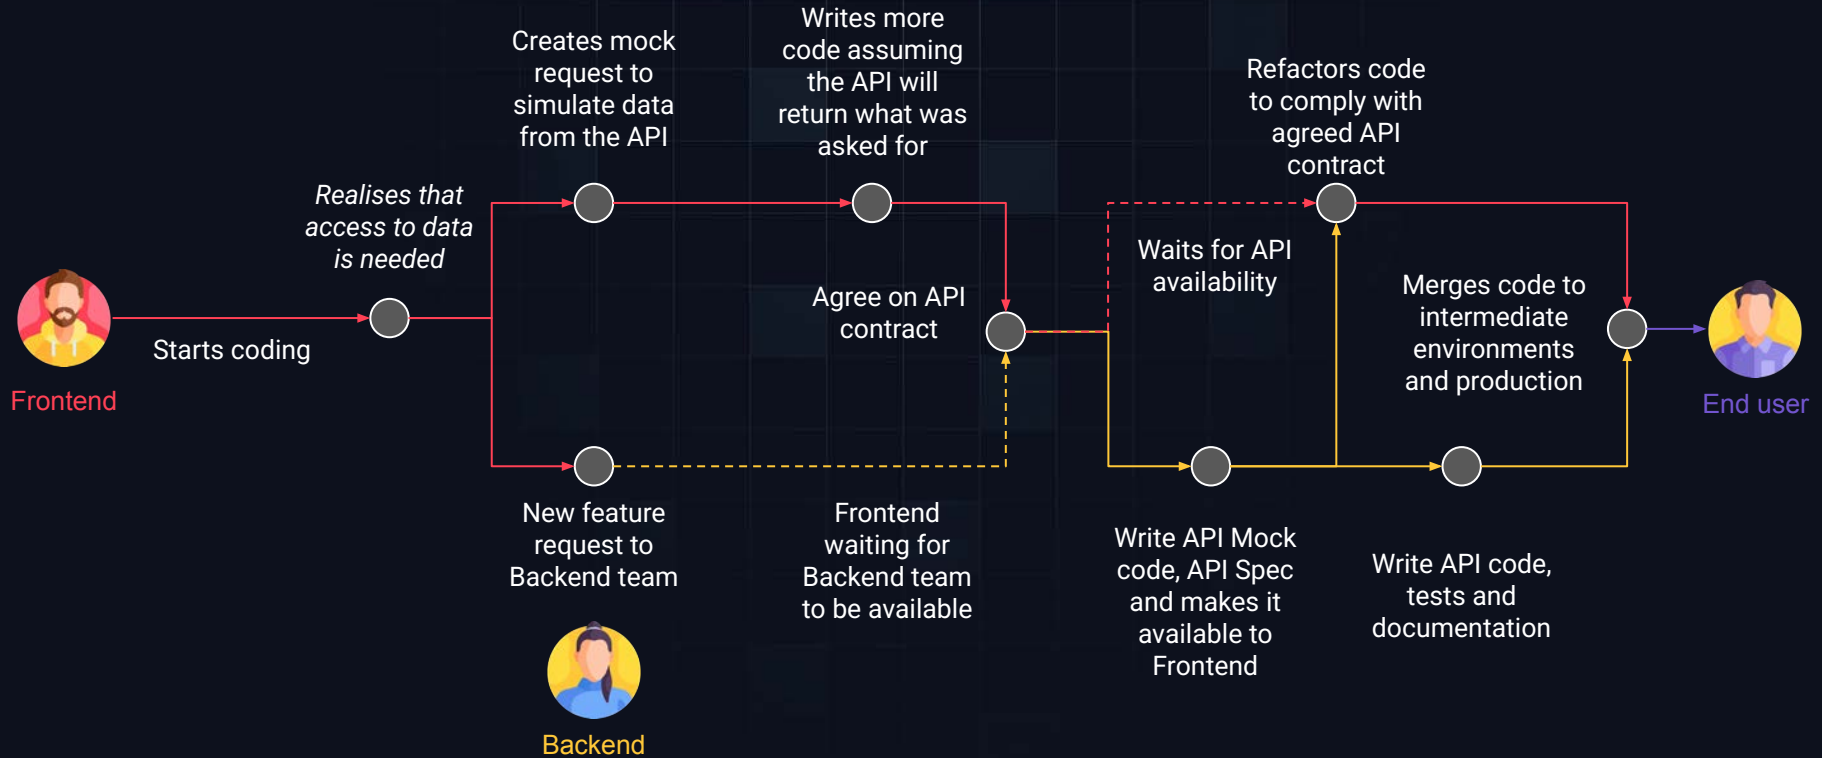 Creates mock
request to
simulate data
from the API
Writes more
code assuming
the API will
return what was
asked for
Refactors code
to comply with
agreed API
contract
Realises that
access to data
is needed
Starts coding
Frontend
Agree on API
contract
Waits for API
availability
Merges code to
intermediate
environments
and production
End user
New feature
request to
Backend team
Frontend
waiting for
Backend team
to be available
Write API Mock
code, API Spec
and makes it
available to
Frontend
Write API code,
tests and
documentation
Backend